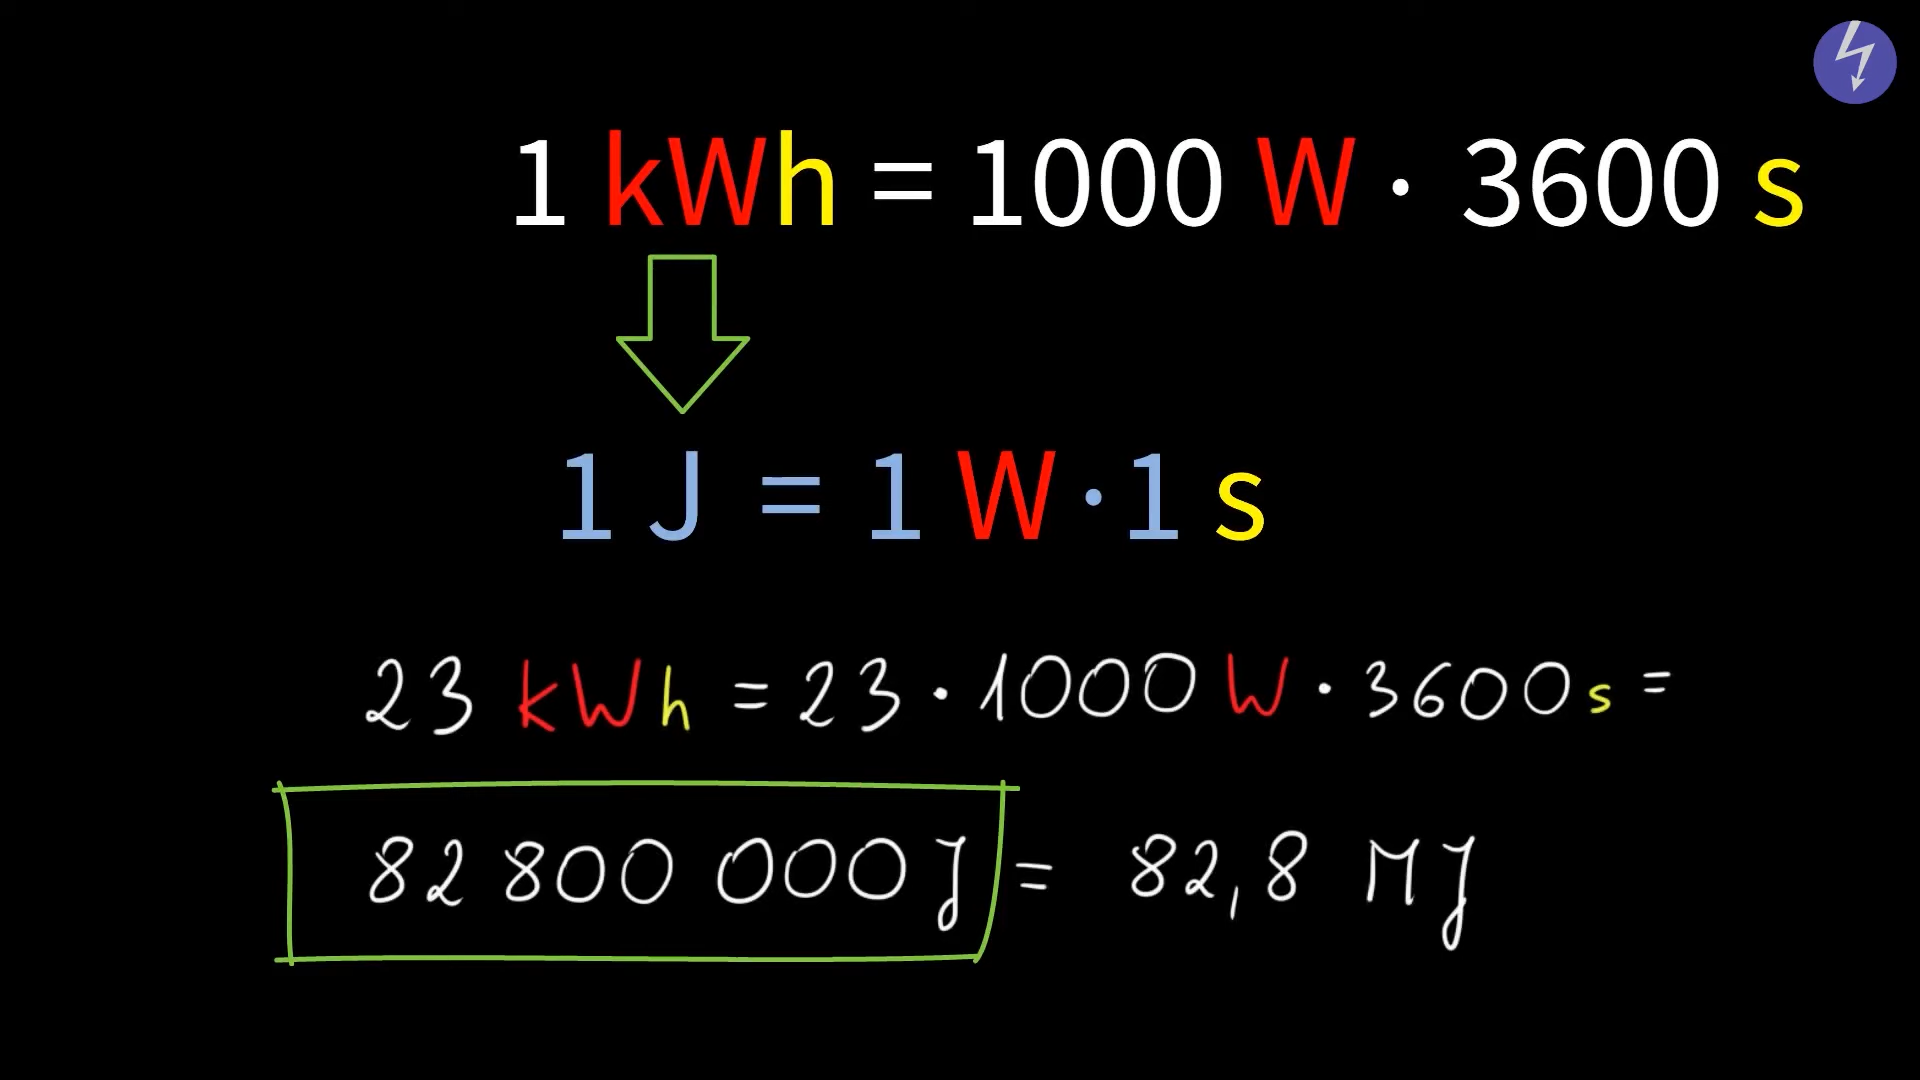 1 kWh = 1000 W · 3600 s
1 J = 1 W · 1 s
23 kWh = 23 · 1000 W · 3600 s =
82 800 000 J = 82,8 MJ